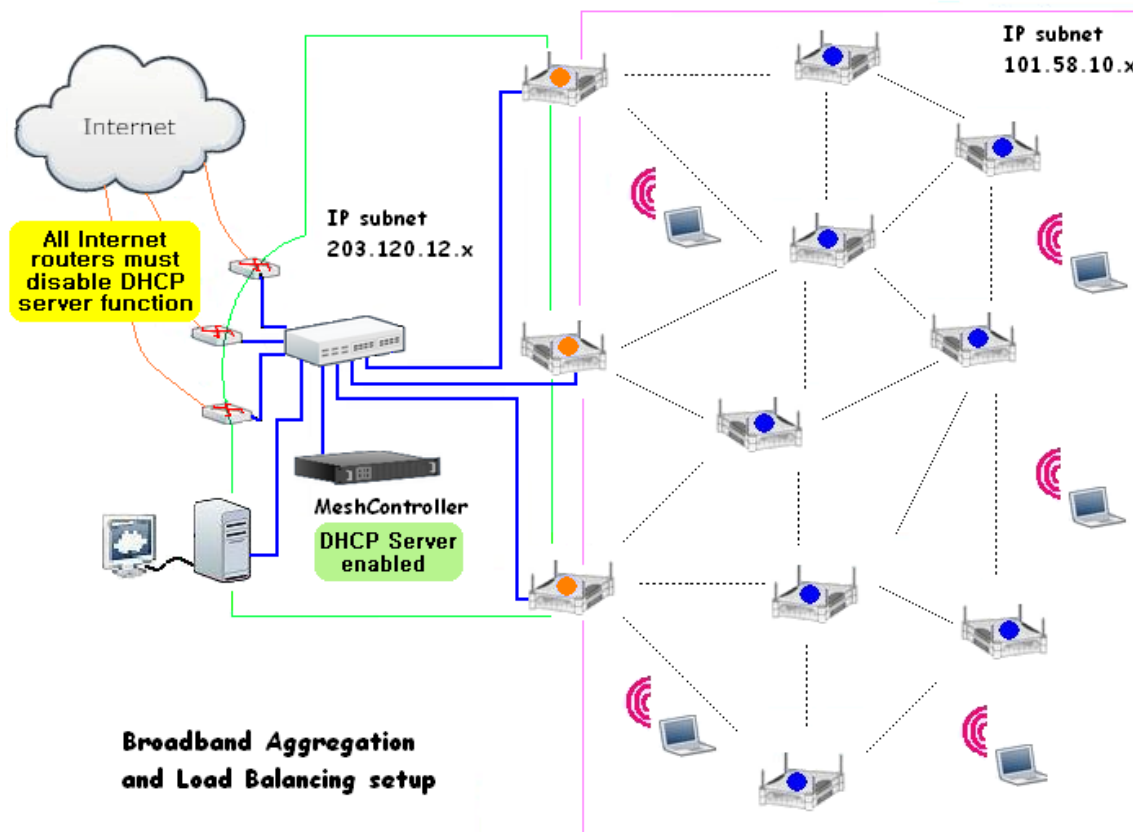 Internet
All Internet
routers must
disable DHCP
server function
IP subnet
203.120.12.x
IP subnet
101.58.10.x
MeshController
DHCP Server
enabled
Broadband Aggregation
and Load Balancing setup